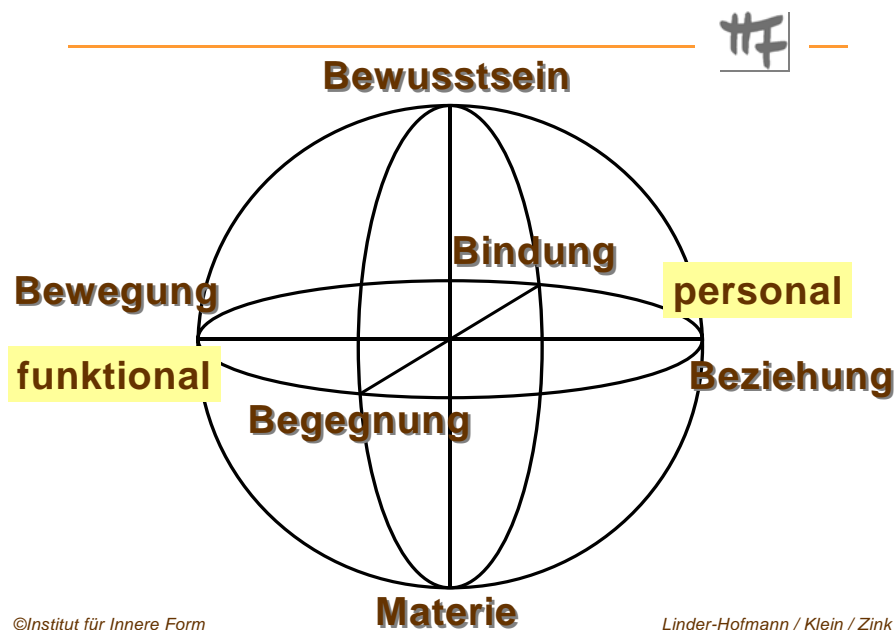 Bewusstsein
Bindung
Bewegung
personal
funktional
Beziehung
Begegnung
Materie
©Institut für Innere Form
Linder-Hofmann / Klein / Zink